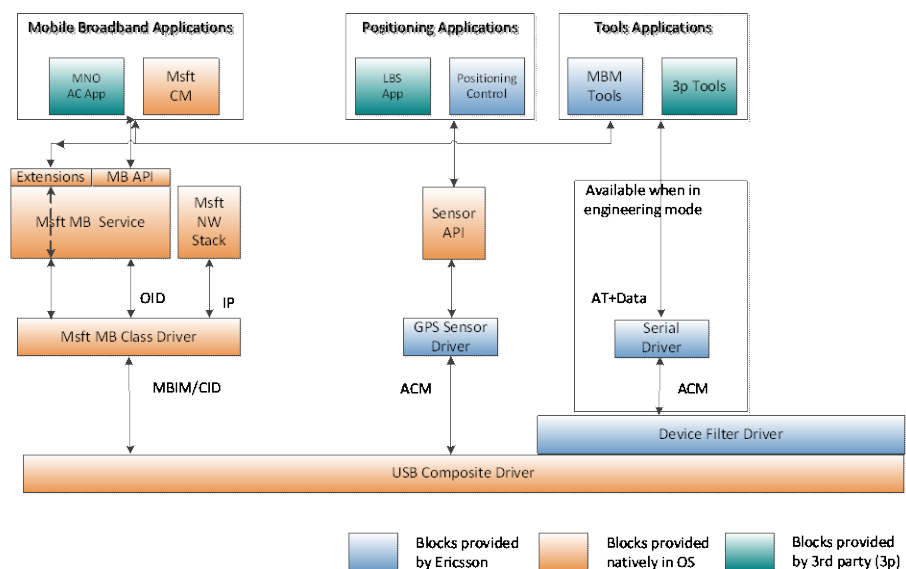 Mobile Broadband Applications
MNO
AC App
Msft
CM
Positioning Applications
LBS
App
Positioning
Control
Tools Applications
MBM
Tools
3p Tools
Extensions
MB API
Msft MB Service
Msft
NW
Stack
Sensor
API
Available when in
engineering mode
OID
IP
AT+Data
Msft MB Class Driver
GPS Sensor
Driver
Serial
Driver
MBIM/CID
ACM
ACM
Device Filter Driver
USB Composite Driver
Blocks provided
by Ericsson
Blocks provided
natively in OS
Blocks provided
by 3rd party (3p)